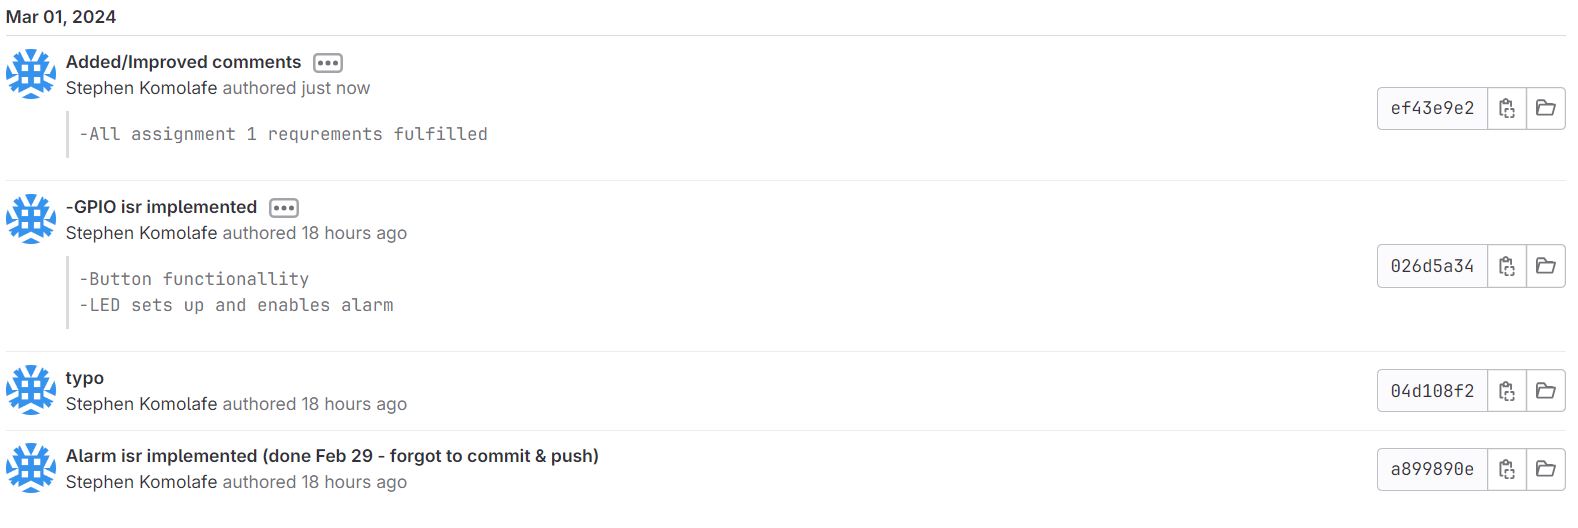 Mar 01, 2024
Added/Improved comments
Stephen Komolafe authored just now
-All assignment 1 requrements fulfilled
ef43e9e2
-GPIO isr implemented
Stephen Komolafe authored 18 hours ago
-Button functionallity
-LED sets up and enables alarm
026d5a34
typo
Stephen Komolafe authored 18 hours ago
04d108f2
Alarm isr implemented (done Feb 29 - forgot to commit & push)
Stephen Komolafe authored 18 hours ago
a899890e